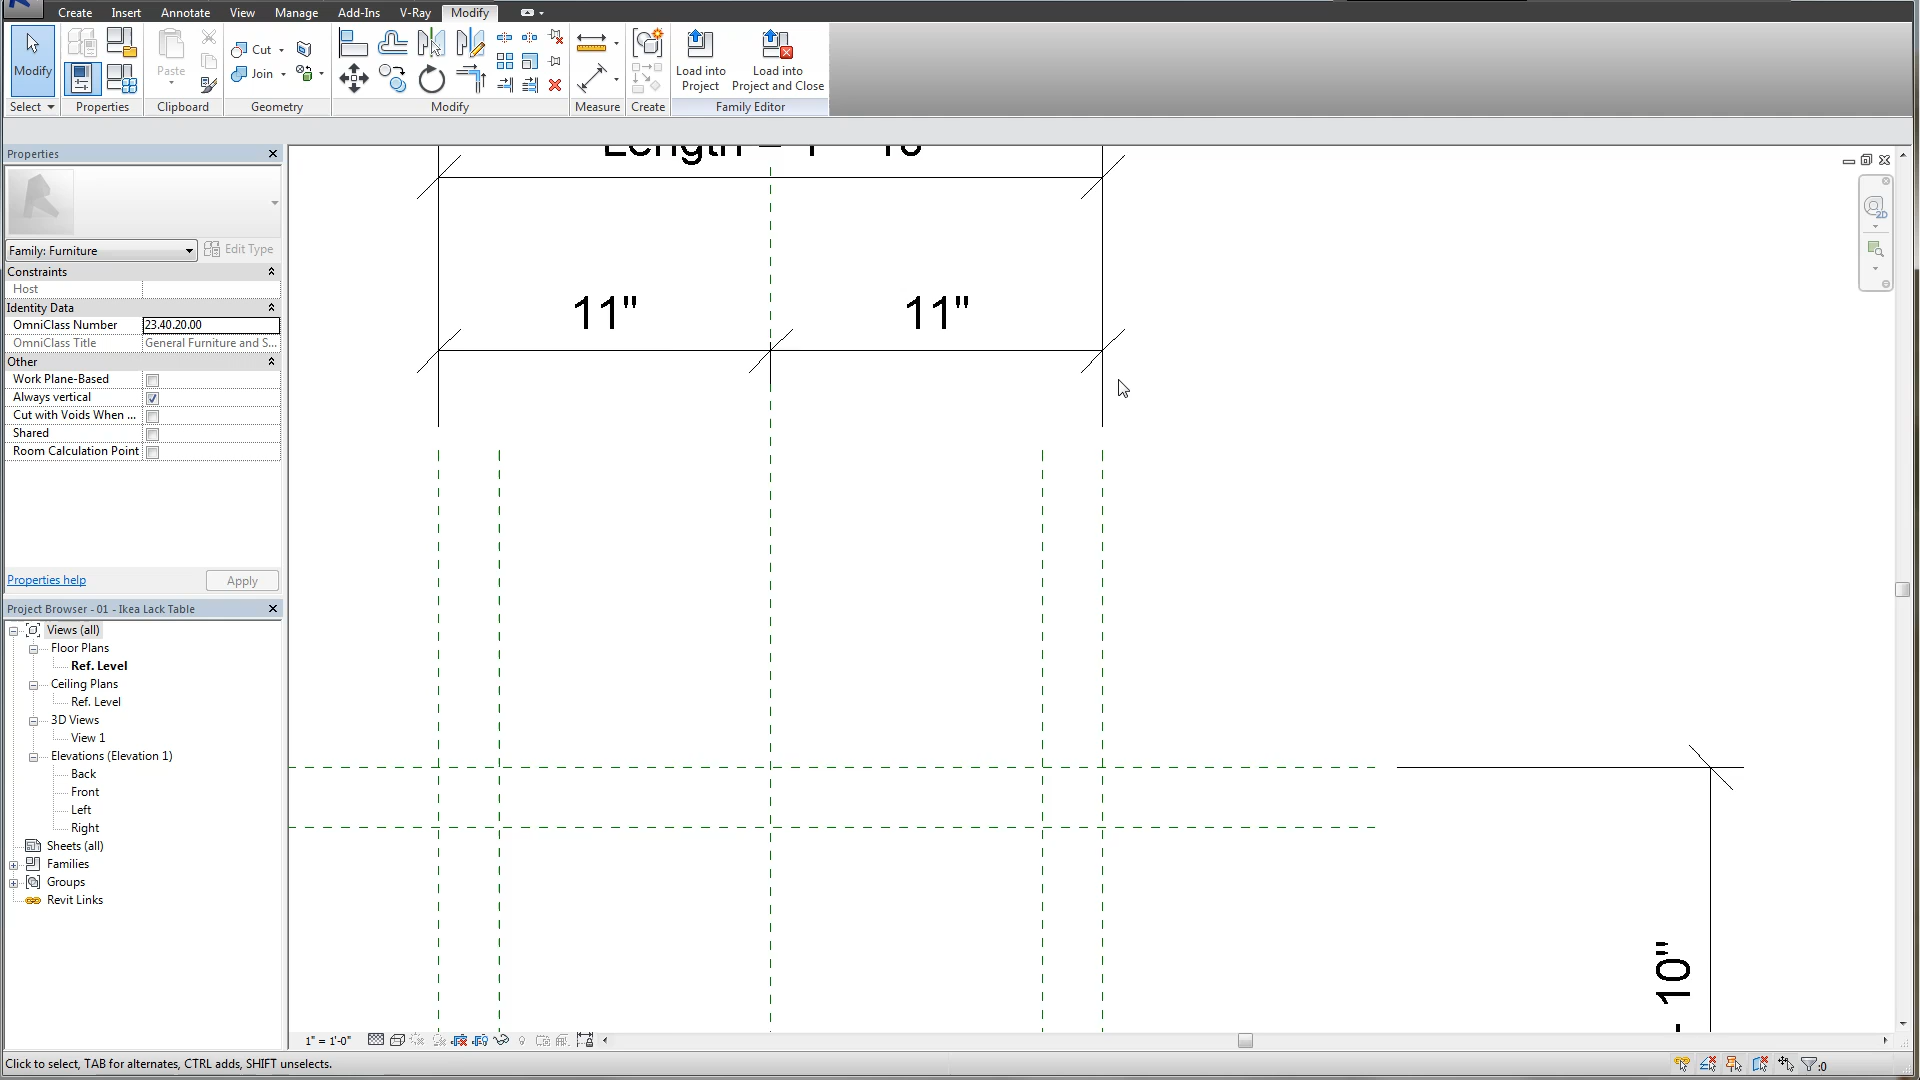 Create Insert Annotate View Manage Add-Ins V-Ray Modify
Modify
Select
Properties
Paste
Clipboard
Cut
Join
Geometry
Modify
Measure
Create
Load into
Project
Load into
Project and Close
Family Editor
Properties
Family: Furniture
Edit Type
Constraints
Host
Identity Data
OmniClass Number 23.40.20.00
OmniClass Title General Furniture and S...
Other
Work Plane-Based
Always vertical
Cut with Voids When ...
Shared
Room Calculation Point
Properties help
Apply
Project Browser - 01 - Ikea Lack Table
Views (all)
Floor Plans
Ref. Level
Ceiling Plans
Ref. Level
3D Views
View 1
Elevations (Elevation 1)
Back
Front
Left
Right
Sheets (all)
Families
Groups
Revit Links
Length =
11" 11"
2D
- 10"
1" = 1'-0"
Click to select, TAB for alternates, CTRL adds, SHIFT unselects.
:0